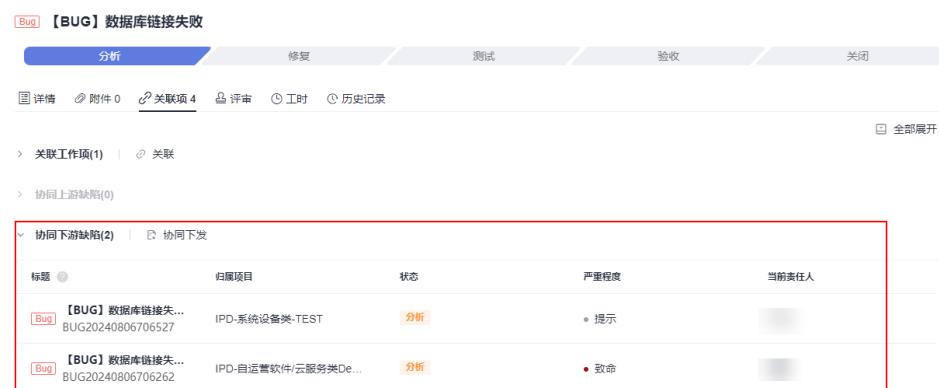 Bug 【BUG】数据库链接失败
分析 修复 测试 验收 关闭
详情 附件 0 关联项 4 评审 工时 历史记录
全部展开
关联工作项(1) 关联
协同上游缺陷(0)
协同下游缺陷(2) 协同下发
标题 归属项目 状态 严重程度 当前责任人
【BUG】数据库链接失...
Bug IPD-系统设备类-TEST 分析 提示
BUG20240806706527
【BUG】数据库链接失...
Bug IPD-自运营软件/云服务类De... 分析 致命
BUG20240806706262